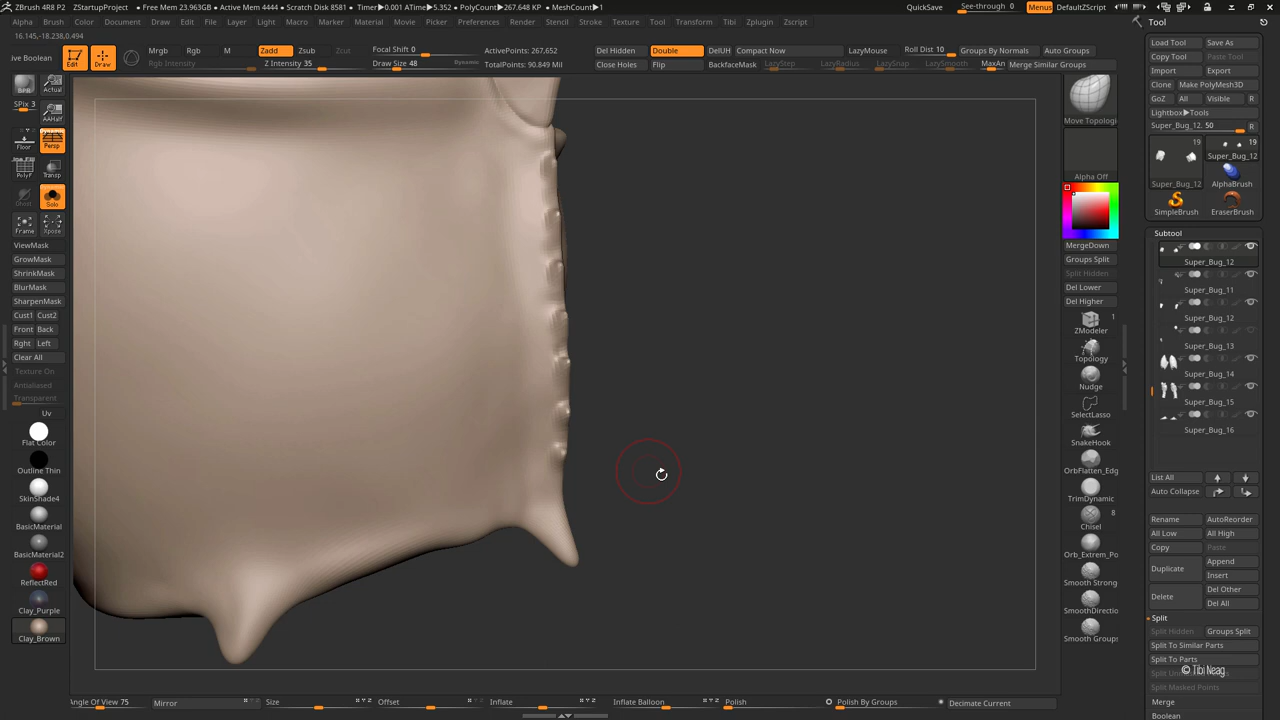 ZBrush 4R8 P2 ZStartupProject • Free Mem 23.963GB • Active Mem 4444 • Scratch Disk 8581 • Timer▶0.001 ATime▶5.352 • PolyCount▶267.648 KP • MeshCount▶1 QuickSave See-through 0 Menus DefaultZScript
Alpha Brush Color Document Draw Edit File Layer Light Macro Marker Material Movie Picker Preferences Render Stencil Stroke Texture Tool Transform Tibi Zplugin Zscript Tool
16.145,-18.238,0.494
ive Boolean Edit Draw Mrgb Rgb M Zadd Zsub Zcut Focal Shift 0 ActivePoints: 267,652 Del Hidden Double DelUH Compact Now LazyMouse Roll Dist 10 Groups By Normals Auto Groups
Rgb Intensity Z Intensity 35 Draw Size 48 Dynamic TotalPoints: 90.849 Mil Close Holes Flip BackfaceMask LazyStep LazyRadius LazySnap LazySmooth MaxAn Merge Similar Groups
Load Tool Save As
Copy Tool Paste Tool
Import Export
Clone Make PolyMesh3D
GoZ All Visible R
Lightbox▶Tools
Super_Bug_12. 50 R
19 19
Super_Bug_12
Super_Bug_12 AlphaBrush
SimpleBrush EraserBrush
Subtool
Super_Bug_12
Super_Bug_11
Super_Bug_12
Super_Bug_13
Super_Bug_14
Super_Bug_15
Super_Bug_16
List All
Auto Collapse
Rename AutoReorder
All Low All High
Copy Paste
Duplicate Append
Insert
Delete Del Other
Del All
Split
Split Hidden Groups Split
Split To Similar Parts
Split To Parts
Split Masked Points
© Tibi Neag
Merge
Boolean
BPR Actual
SPix 3 AAHalf
Dynamic
Floor Persp
PolyF Transp
Ghost Solo
Frame Xpose
ViewMask
GrowMask
ShrinkMask
BlurMask
SharpenMask
Cust1 Cust2
Front Back
Rght Left
Clear All
Texture On
Antialiased
Transparent
Uv
Flat Color
Outline Thin
SkinShade4
BasicMaterial
BasicMaterial2
ReflectRed
Clay_Purple
Clay_Brown
Move Topologi
Alpha Off
MergeDown
Groups Split
Split Hidden
Del Lower
Del Higher
1
ZModeler
Topology
Nudge
SelectLasso
SnakeHook
OrbFlatten_Edg
TrimDynamic
8
Chisel
Orb_Extrem_Po
Smooth Strong
SmoothDirectio
Smooth Groups
Angle Of View 75 Mirror Size Offset Inflate Inflate Balloon Polish Polish By Groups Decimate Current